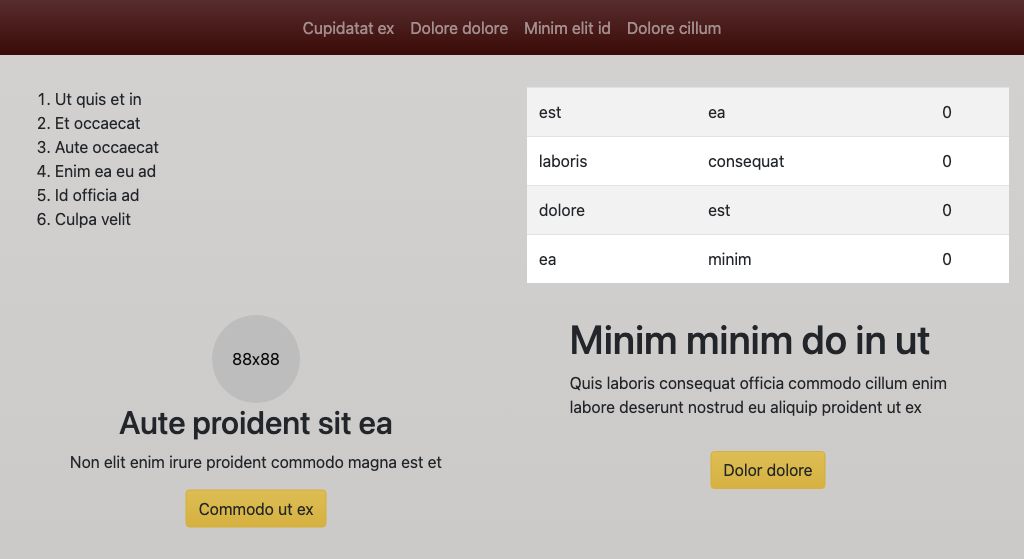 Cupidatat ex Dolore dolore Minim elit id Dolore cillum
1. Ut quis et in
2. Et occaecat
3. Aute occaecat
4. Enim ea eu ad
5. Id officia ad
6. Culpa velit
est ea 0
laboris consequat 0
dolore est 0
ea minim 0
88x88
Aute proident sit ea
Non elit enim irure proident commodo magna est et
Commodo ut ex
Minim minim do in ut
Quis laboris consequat officia commodo cillum enim
labore deserunt nostrud eu aliquip proident ut ex
Dolor dolore